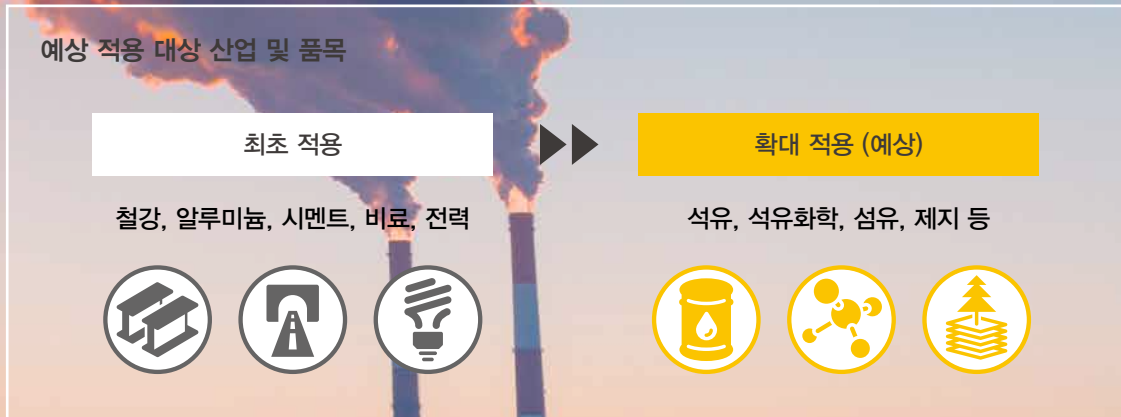 예상 적용 대상 산업 및 품목
최초 적용
확대 적용 (예상)
철강, 알루미늄, 시멘트, 비료, 전력
석유, 석유화학, 섬유, 제지 등